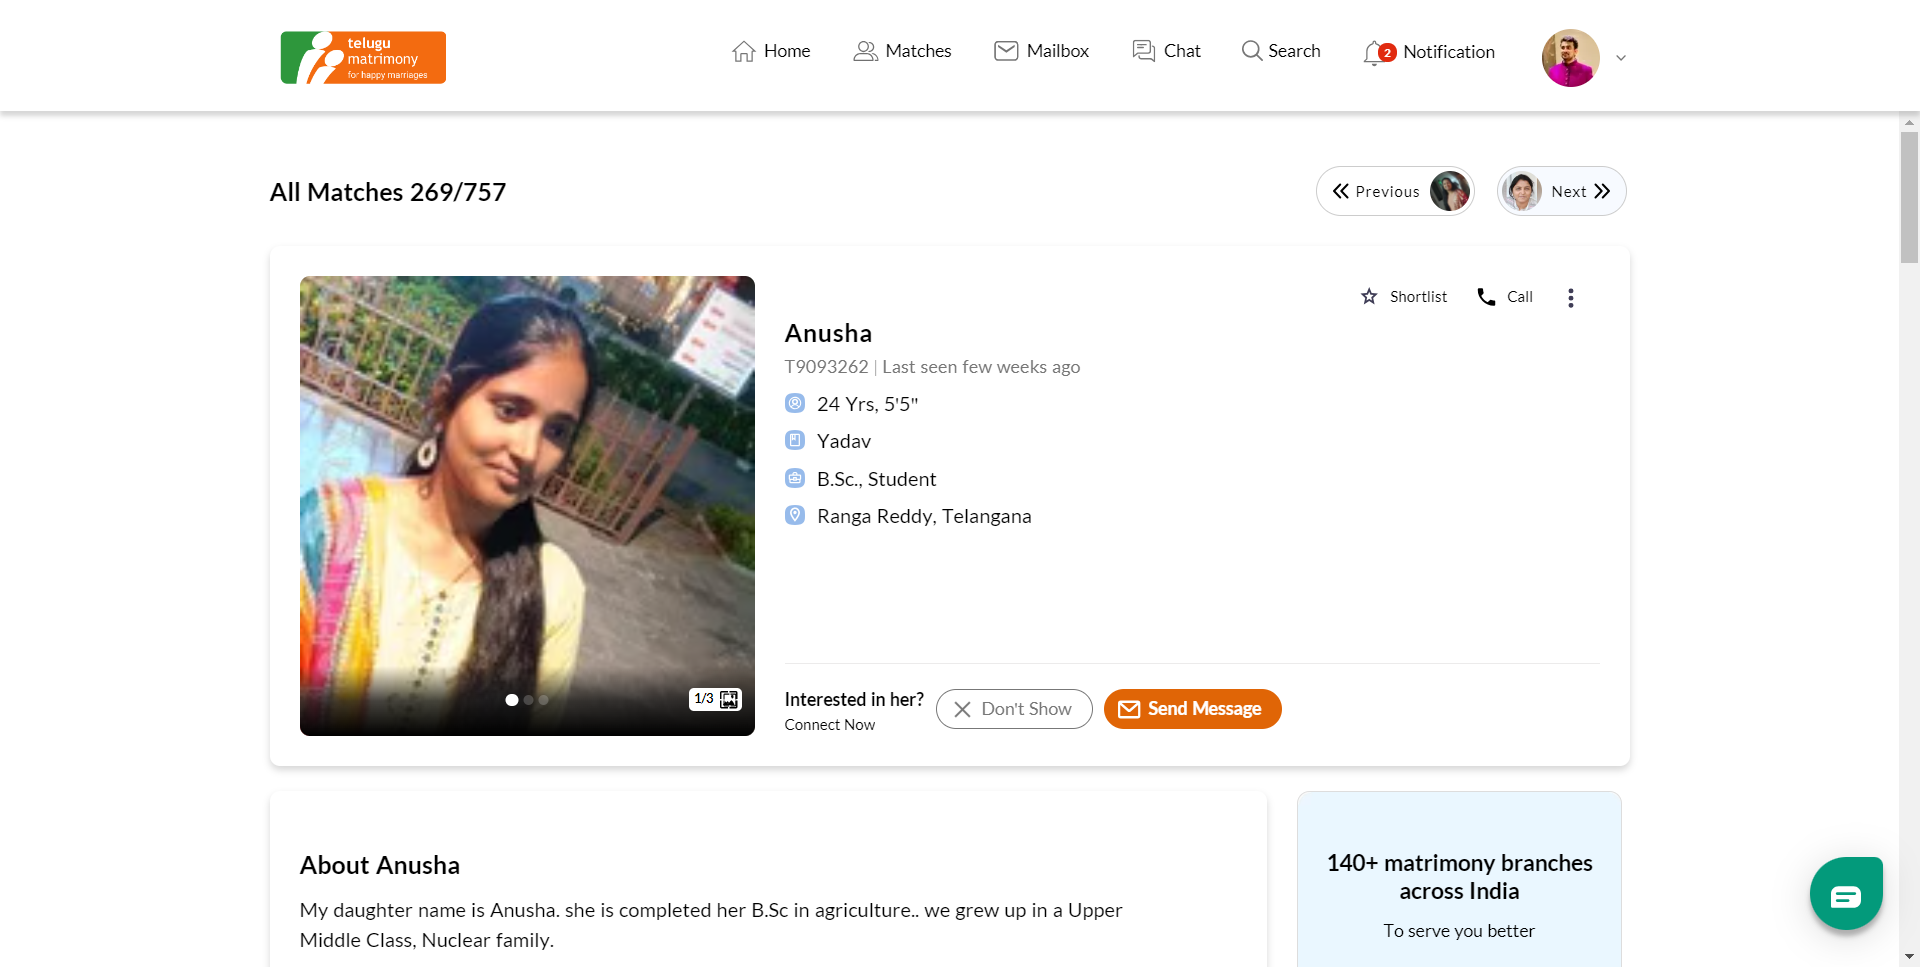 telugu
matrimony
for happy marriages
Home
Matches
Mailbox
Chat
Search
2
Notification
All Matches 269/757
Previous
Next
Shortlist
Call
Anusha
T9093262 | Last seen few weeks ago
24 Yrs, 5'5"
Yadav
B.Sc., Student
Ranga Reddy, Telangana
1/3
Interested in her?
Connect Now
Don't Show
Send Message
About Anusha
My daughter name is Anusha. she is completed her B.Sc in agriculture.. we grew up in a Upper
Middle Class, Nuclear family.
140+ matrimony branches
across India
To serve you better